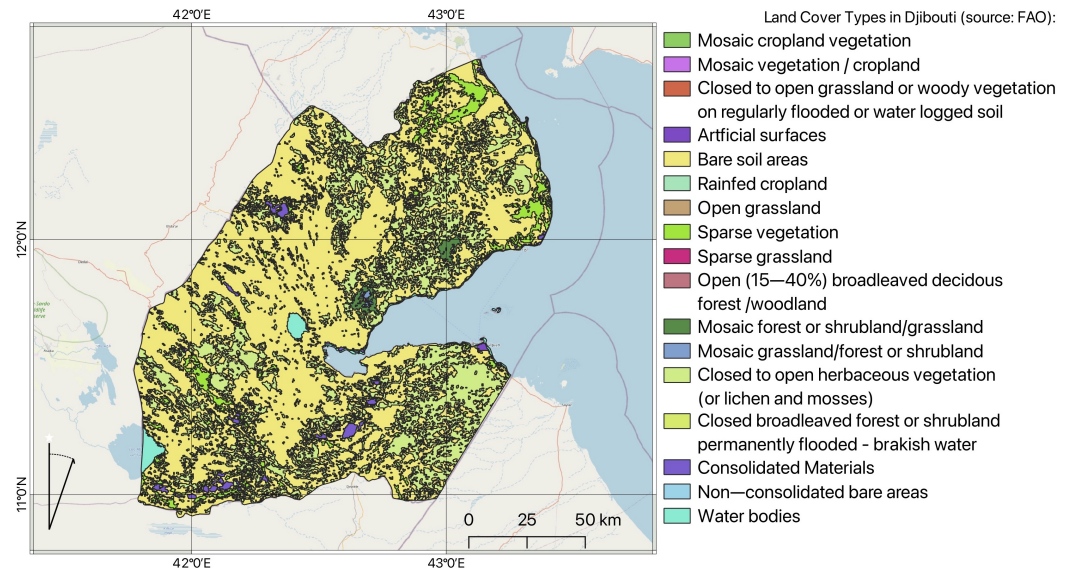 42°0'E 43°0'E
Land Cover Types in Djibouti (source: FAO):
Mosaic cropland vegetation
Mosaic vegetation / cropland
Closed to open grassland or woody vegetation
on regularly flooded or water logged soil
Artficial surfaces
Bare soil areas
Rainfed cropland
Open grassland
Sparse vegetation
Sparse grassland
Open (15—40%) broadleaved decidous
forest /woodland
Mosaic forest or shrubland/grassland
Mosaic grassland/forest or shrubland
Closed to open herbaceous vegetation
(or lichen and mosses)
Closed broadleaved forest or shrubland
permanently flooded - brakish water
Consolidated Materials
Non—consolidated bare areas
Water bodies
12°0'N
11°0'N
0 25 50 km
42°0'E 43°0'E